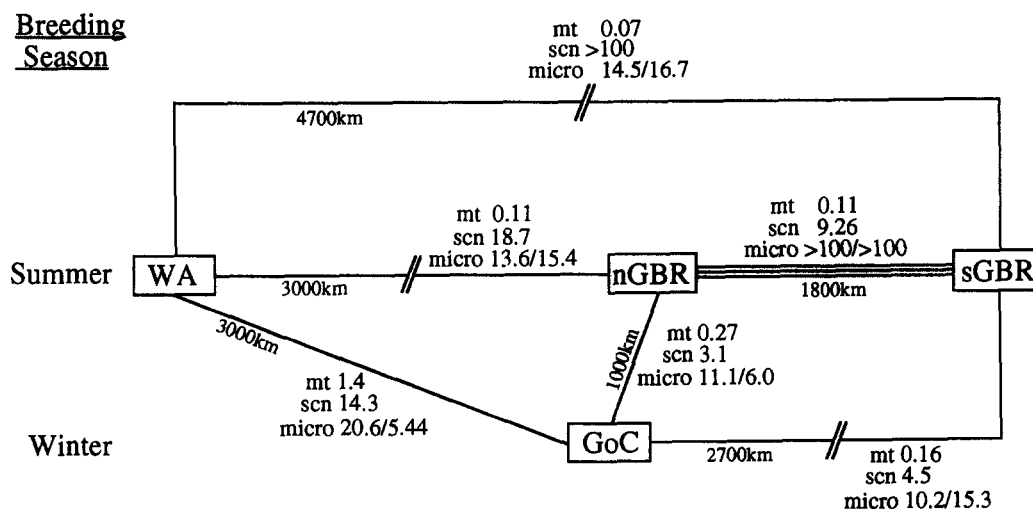 Breeding
Season
mt 0.07
scn >100
micro 14.5/16.7
4700km
mt 0.11
scn 18.7
micro 13.6/15.4
mt 0.11
scn 9.26
micro >100/>100
Summer
WA
3000km
nGBR
1800km
sGBR
3000km
1000km
mt 0.27
scn 3.1
micro 11.1/6.0
mt 1.4
scn 14.3
micro 20.6/5.44
Winter
GoC
2700km
mt 0.16
scn 4.5
micro 10.2/15.3